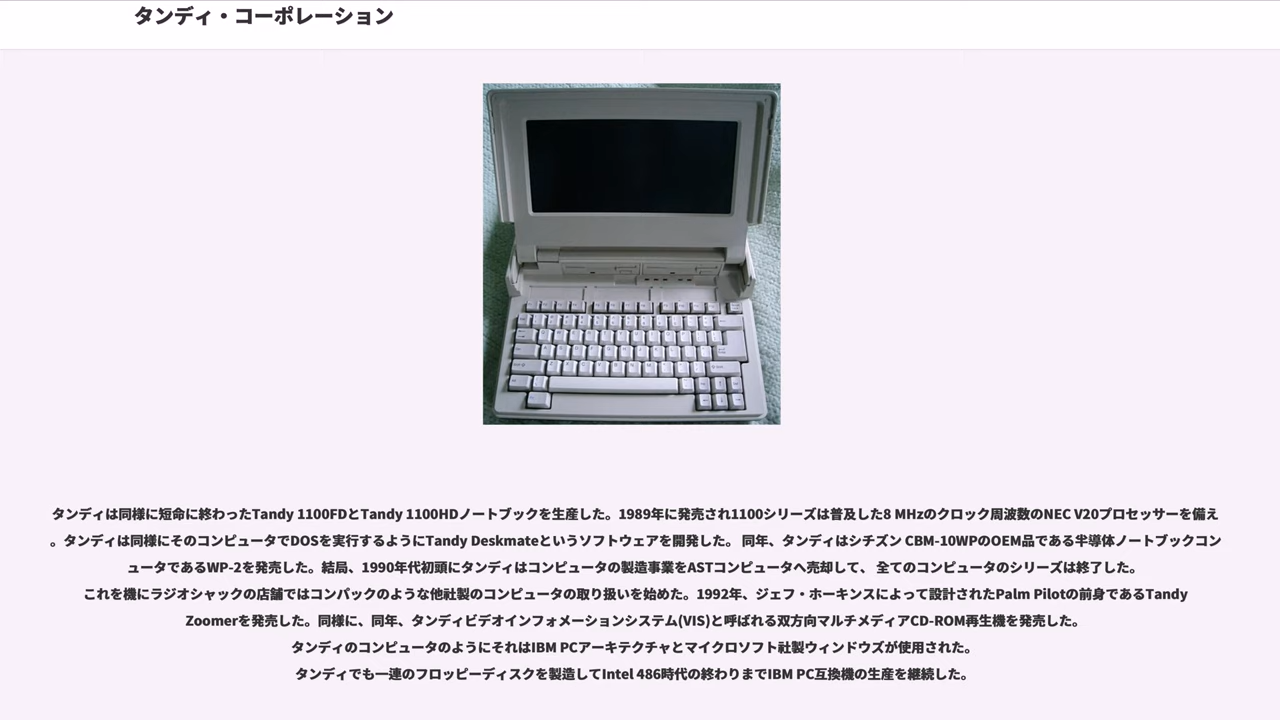 タンディ・コーポレーション
タンディは同様に短命に終わったTandy 1100FDとTandy 1100HDノートブックを生産した。1989年に発売され1100シリーズは普及した8 MHzのクロック周波数のNEC V20プロセッサーを備え
。タンディは同様にそのコンピュータでDOSを実行するようにTandy Deskmateというソフトウェアを開発した。 同年、タンディはシチズン CBM-10WPのOEM品である半導体ノートブックコン
ュータであるWP-2を発売した。結局、1990年代初頭にタンディはコンピュータの製造事業をASTコンピュータへ売却して、 全てのコンピュータのシリーズは終了した。
これを機にラジオシャックの店舗ではコンパックのような他社製のコンピュータの取り扱いを始めた。1992年、ジェフ・ホーキンスによって設計されたPalm Pilotの前身であるTandy
Zoomerを発売した。同様に、同年、タンディビデオインフォメーションシステム(VIS)と呼ばれる双方向マルチメディアCD-ROM再生機を発売した。
タンディのコンピュータのようにそれはIBM PCアーキテクチャとマイクロソフト社製ウィンドウズが使用された。
タンディでも一連のフロッピーディスクを製造してIntel 486時代の終わりまでIBM PC互換機の生産を継続した。